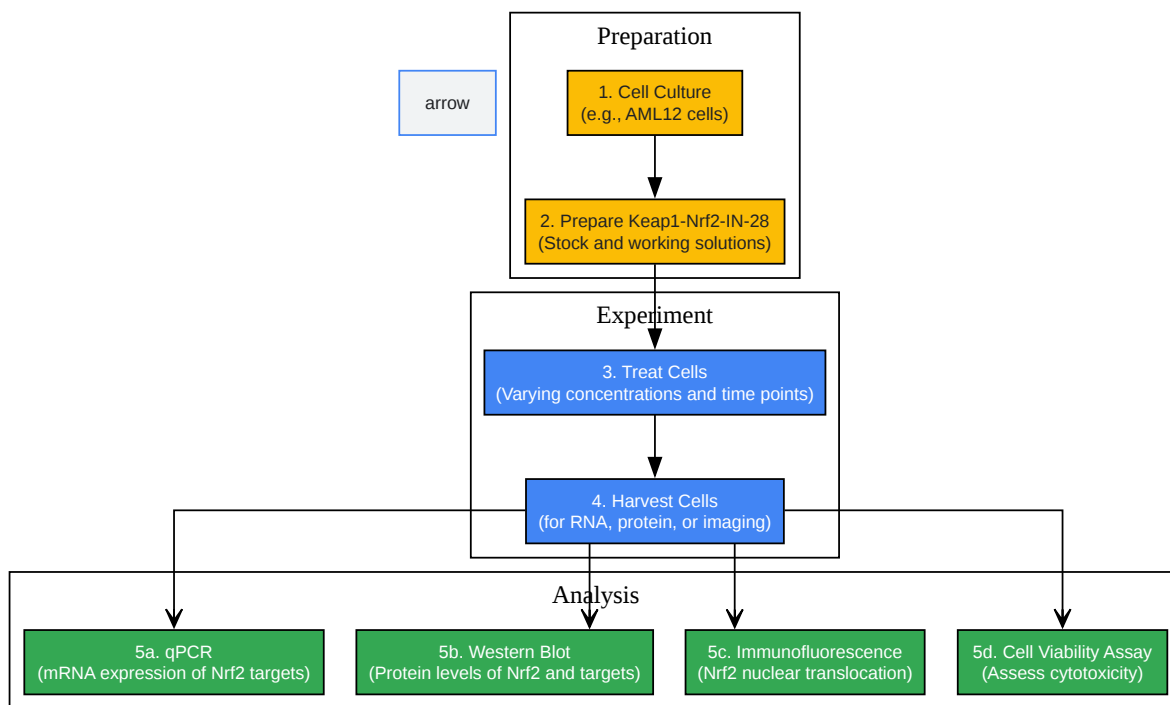 Preparation
arrow
1. Cell Culture
(e.g., AML12 cells)
2. Prepare Keap1-Nrf2-IN-28
(Stock and working solutions)
Experiment
3. Treat Cells
(Varying concentrations and time points)
4. Harvest Cells
(for RNA, protein, or imaging)
Analysis
5a. qPCR
(mRNA expression of Nrf2 targets)
5b. Western Blot
(Protein levels of Nrf2 and targets)
5c. Immunofluorescence
(Nrf2 nuclear translocation)
5d. Cell Viability Assay
(Assess cytotoxicity)